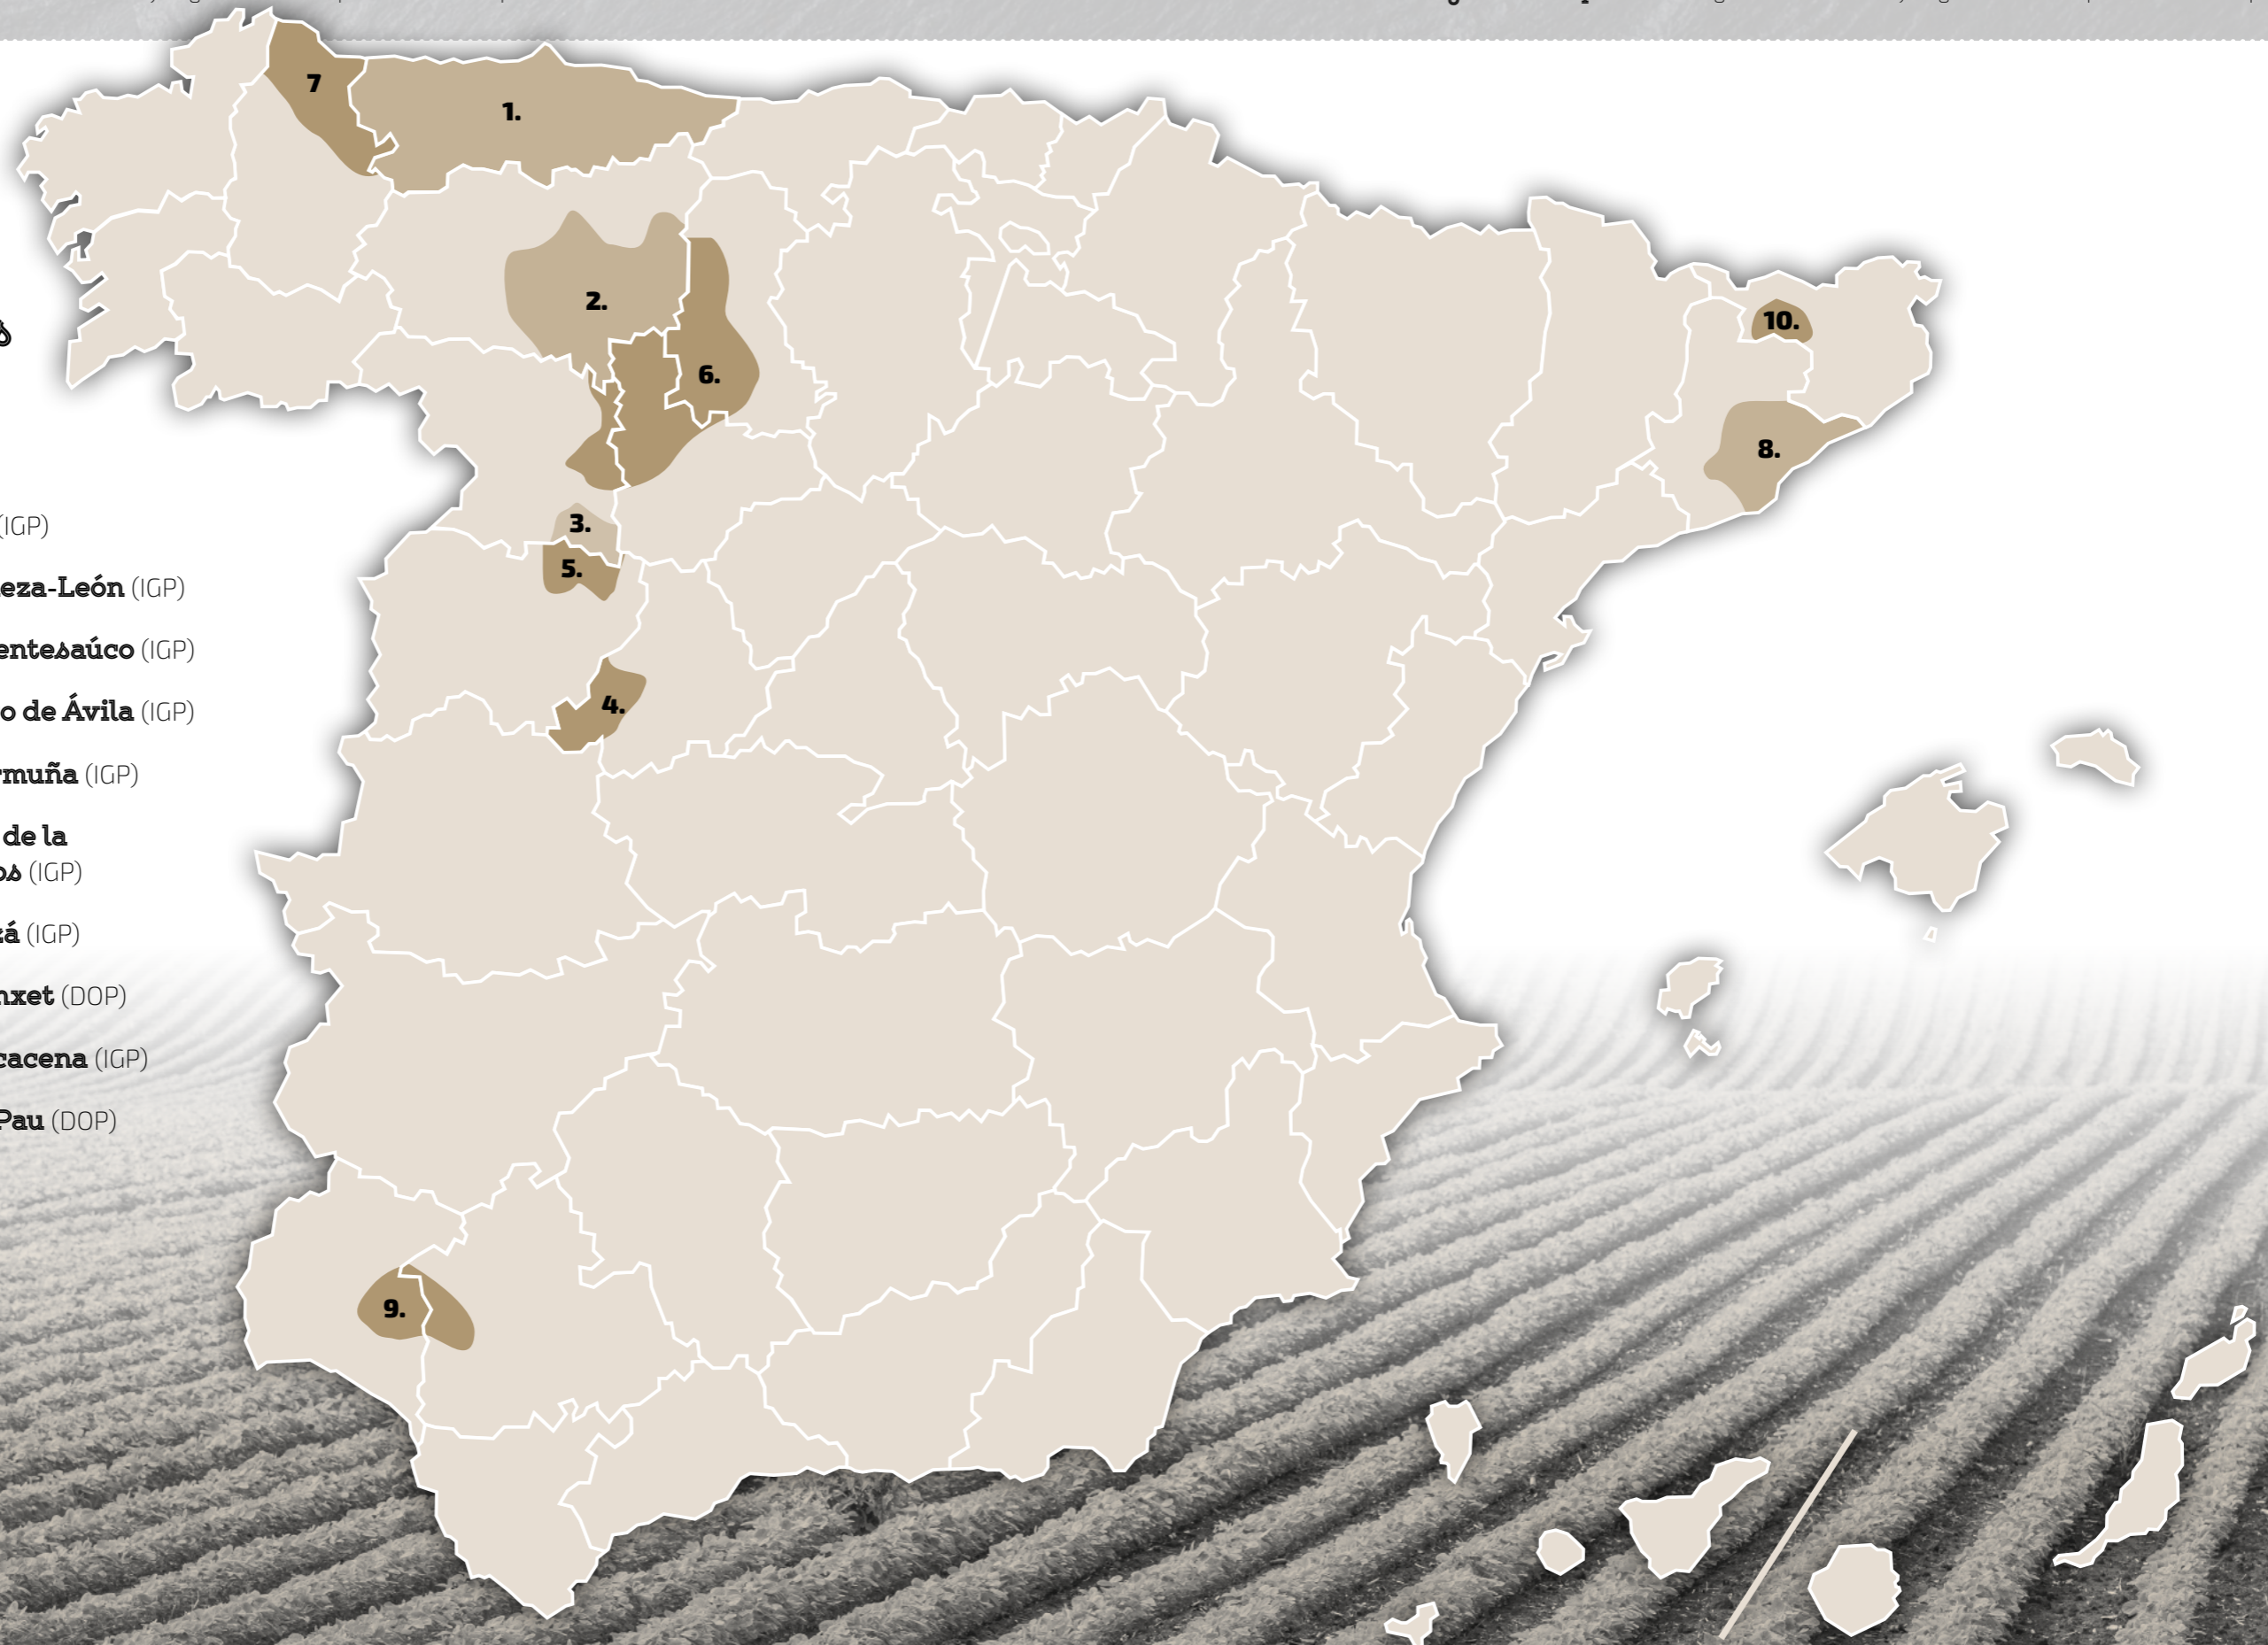 7
1.
2.
6.
10.
8.
3.
(IGP)
5.
eza-León (IGP)
entesaúco (IGP)
o de Ávila (IGP)
4.
rmuña (IGP)
de la
os (IGP)
zá (IGP)
nxet (DOP)
cacena (IGP)
Pau (DOP)
9.